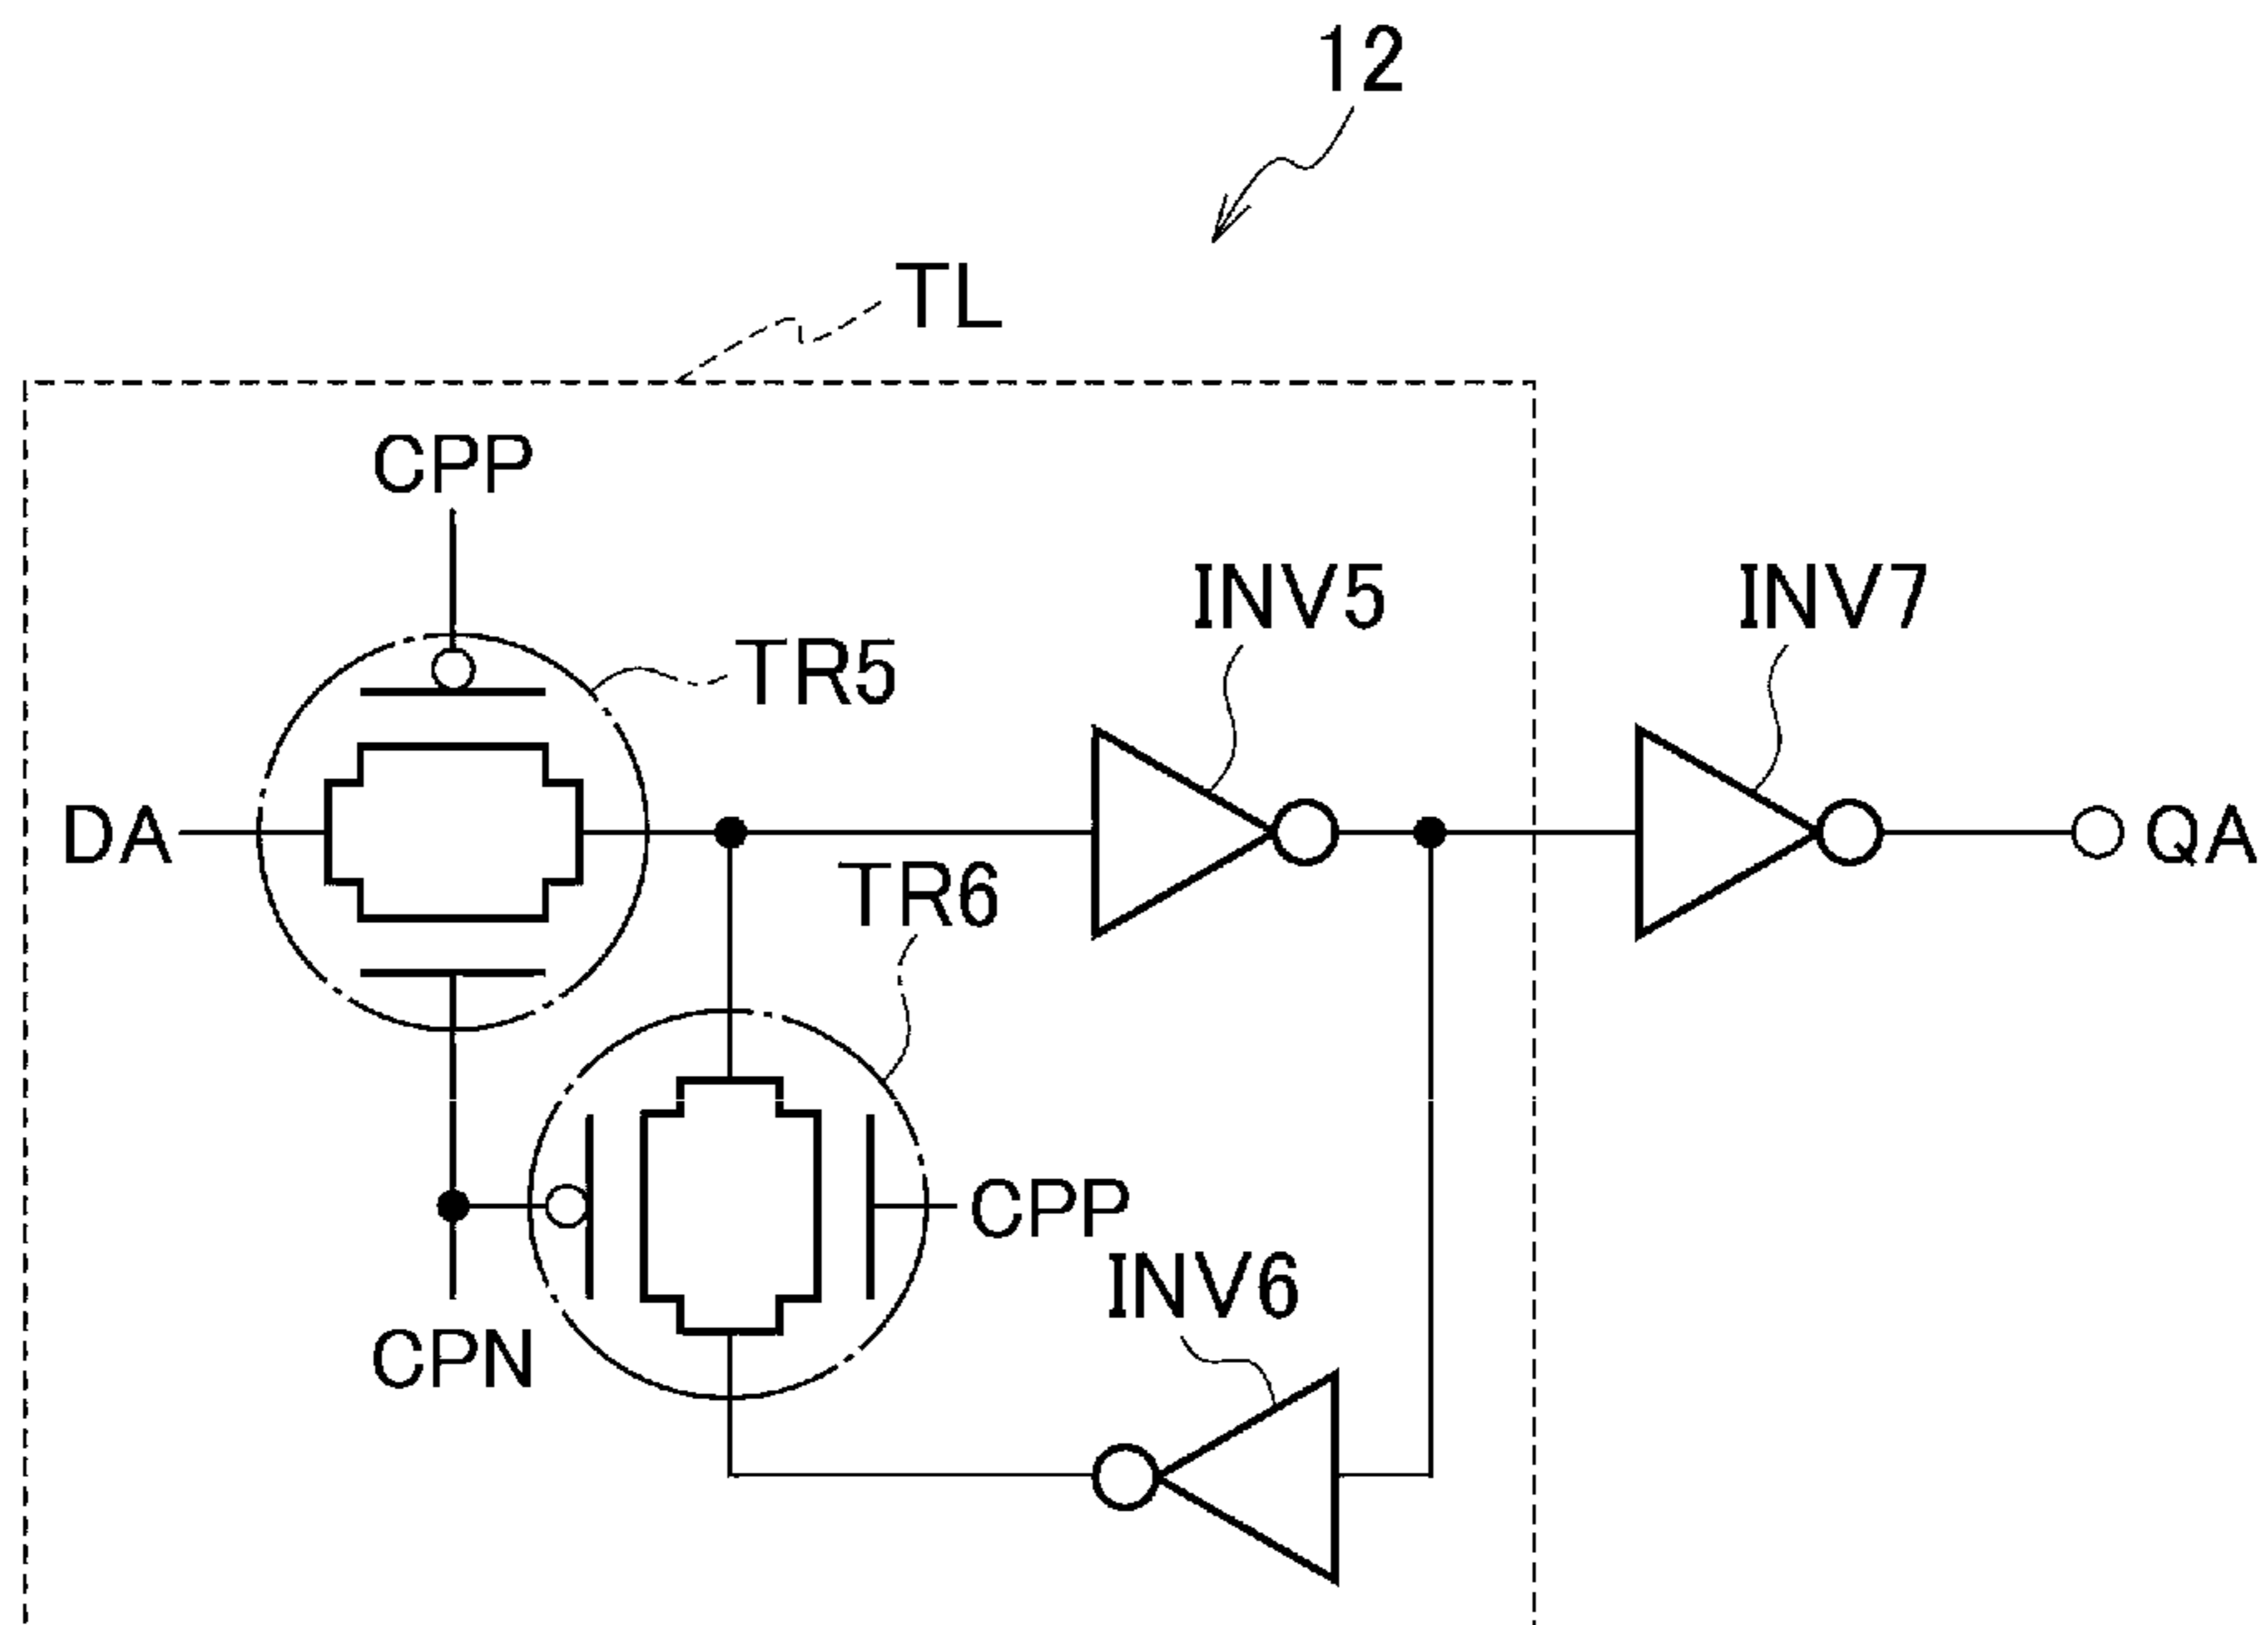 12
TL
CPP
INV5
INV7
TR5
DA
QA
TR6
CPP
INV6
CPN